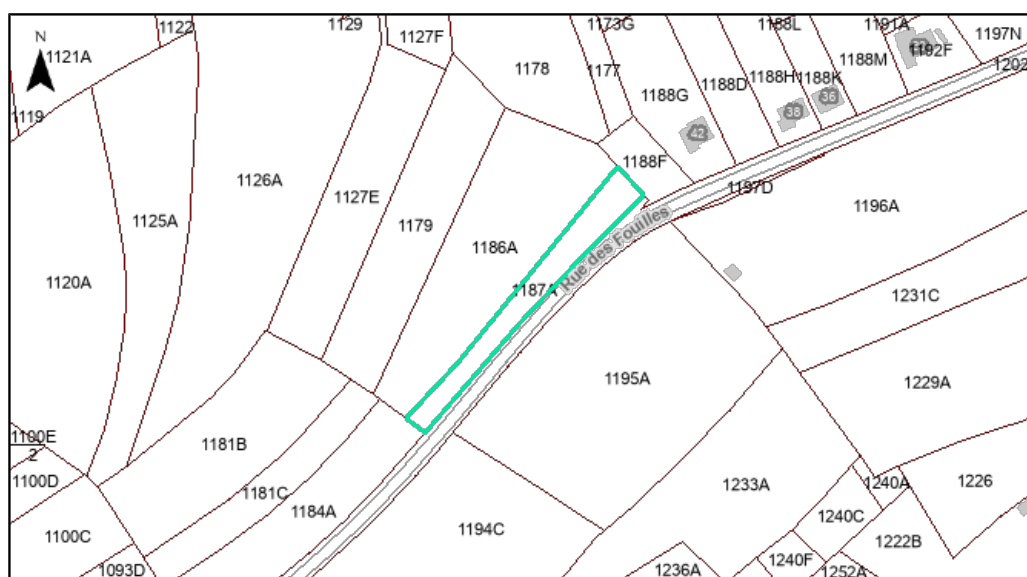 1122
1129
1173G
1188L
1191A
1197N
N
1127F
1121A
1178
1177
1188D
1188H
1188K
1188M
1192F
1202
1119
1188G
38
36
42
1188F
1126A
1127E
1197D
1125A
1179
1196A
1186A
Rue des Fouilles
1120A
1187A
1231C
1195A
1229A
1181B
1100E
2
1100D
1181C
1233A
1240A
1226
1184A
1240C
1100C
1194C
1222B
1093D
1236A
1240F
1252A